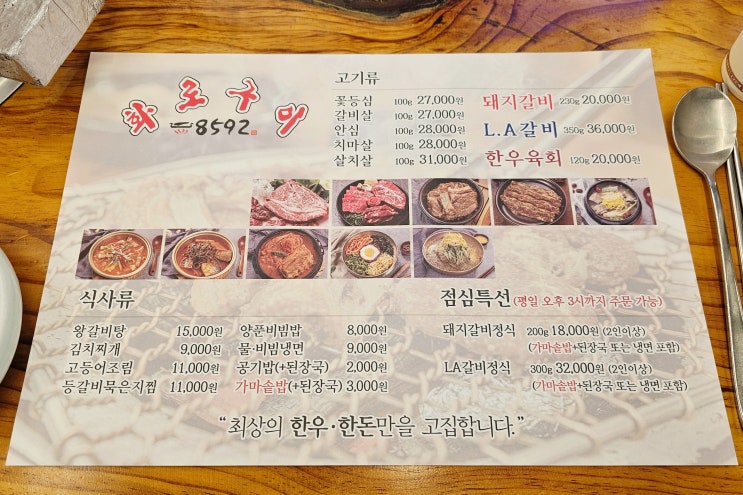 화로구이
8592
고기류
꽃등심 100g 27,000원
갈비살 100g 27,000원
안심 100g 28,000원
치마살 100g 28,000원
살치살 100g 31,000원
돼지갈비 230g 20,000원
L.A갈비 350g 36,000원
한우육회 120g 20,000원
식사류
왕갈비탕 15,000원
김치찌개 9,000원
고등어조림 11,000원
등갈비묵은지찜 11,000원
양푼비빔밥 8,000원
물·비빔냉면 9,000원
공기밥(+된장국) 2,000원
가마솥밥(+된장국) 3,000원
점심특선(평일 오후 3시까지 주문 가능)
돼지갈비정식 200g 18,000원 (2인이상)
(가마솥밥+된장국 또는 냉면 포함)
LA갈비정식 300g 32,000원 (2인이상)
(가마솥밥+된장국 또는 냉면 포함)
“최상의 한우·한돈만을 고집합니다.”